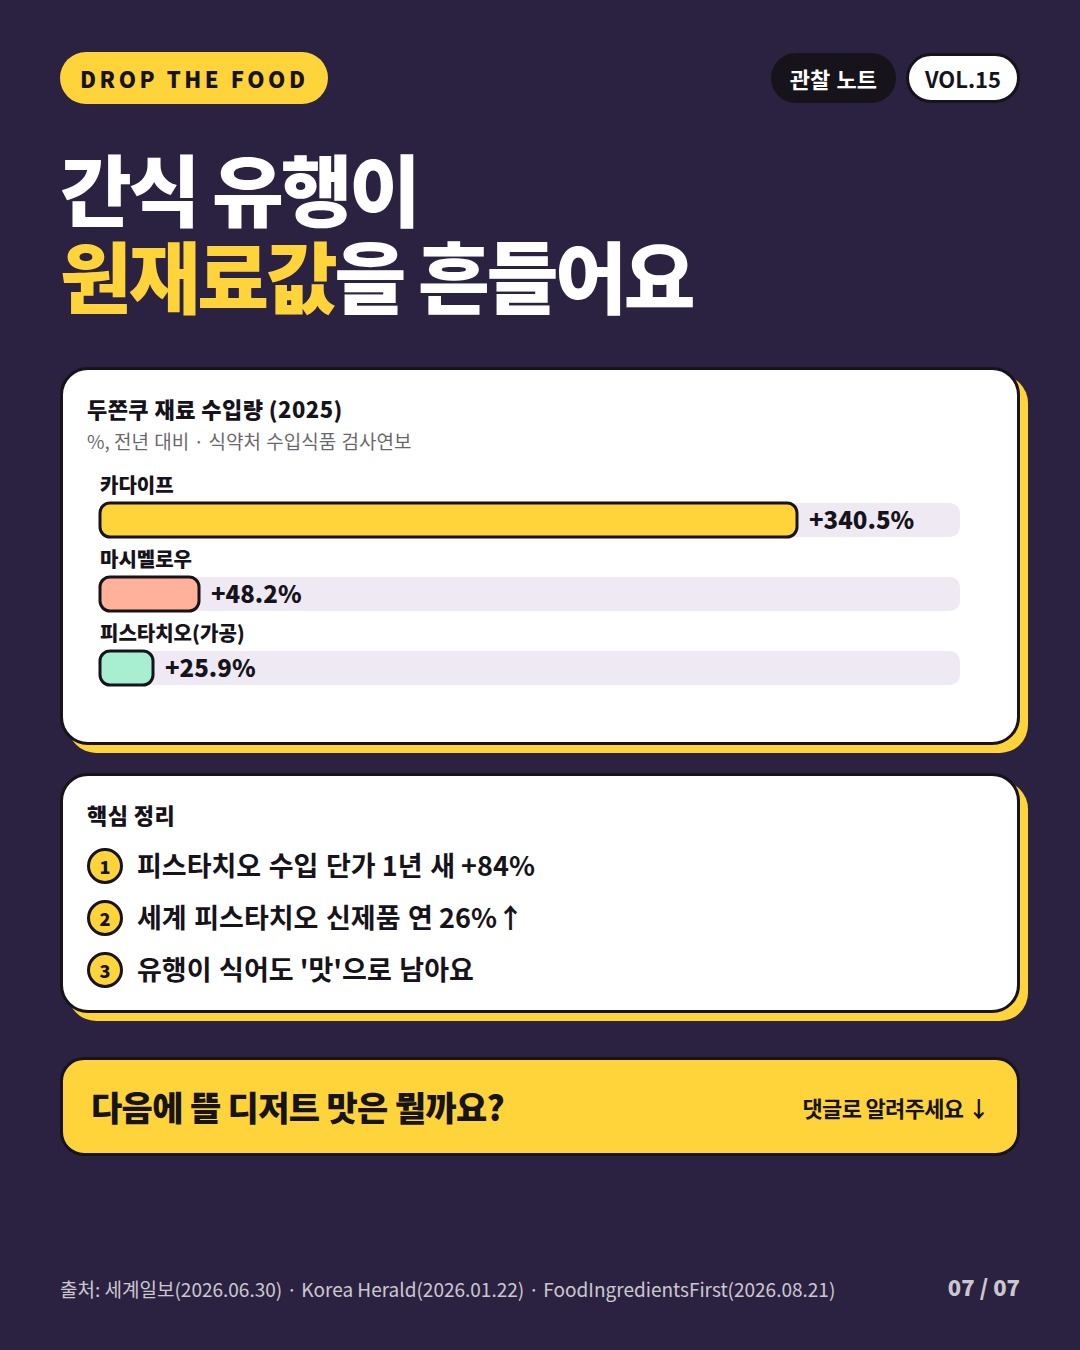 DROP THE FOOD
관찰 노트
VOL.15
간식 유행이
원재료값을 흔들어요
두쫀쿠 재료 수입량 (2025)
%, 전년 대비 · 식약처 수입식품 검사연보
카다이프
+340.5%
마시멜로우
+48.2%
피스타치오(가공)
+25.9%
핵심 정리
1 피스타치오 수입 단가 1년 새 +84%
2 세계 피스타치오 신제품 연 26%↑
3 유행이 식어도 '맛'으로 남아요
다음에 뜰 디저트 맛은 뭘까요?
댓글로 알려주세요 ↓
출처: 세계일보(2026.06.30) · Korea Herald(2026.01.22) · FoodIngredientsFirst(2026.08.21)
07 / 07